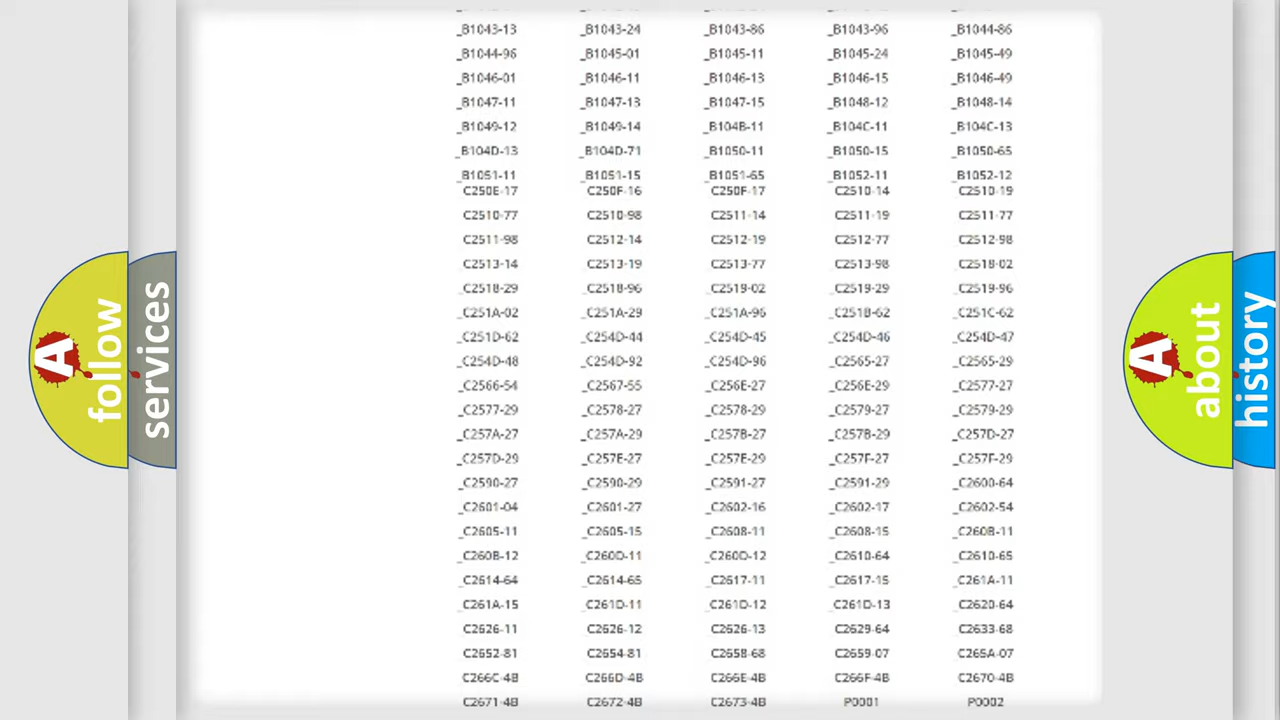 _B1043-13 _B1043-24 _B1043-86 _B1043-96 _B1044-86
_B1044-96 _B1045-01 _B1045-11 _B1045-24 _B1045-49
_B1046-01 _B1046-11 _B1046-13 _B1046-15 _B1046-49
_B1047-11 _B1047-13 _B1047-15 _B1048-12 _B1048-14
_B1049-12 _B1049-14 _B104B-11 _B104C-11 _B104C-13
_B104D-13 _B104D-71 _B1050-11 _B1050-15 _B1050-65
_B1051-11 _B1051-15 _B1051-65 _B1052-11 _B1052-12
C250E-17 C250F-16 C250F-17 C2510-14 C2510-19
C2510-77 C2510-98 C2511-14 C2511-19 C2511-77
C2511-98 C2512-14 C2512-19 C2512-77 C2512-98
C2513-14 C2513-19 C2513-77 C2513-98 C2518-02
_C2518-29 _C2518-96 _C2519-02 _C2519-29 _C2519-96
_C251A-02 _C251A-29 _C251A-96 _C251B-62 _C251C-62
_C251D-62 _C254D-44 _C254D-45 _C254D-46 _C254D-47
_C254D-48 _C254D-92 _C254D-96 _C2565-27 _C2565-29
_C2566-54 _C2567-55 _C256E-27 _C256E-29 _C2577-27
_C2577-29 _C2578-27 _C2578-29 _C2579-27 _C2579-29
_C257A-27 _C257A-29 _C257B-27 _C257B-29 _C257D-27
_C257D-29 _C257E-27 _C257E-29 _C257F-27 _C257F-29
_C2590-27 _C2590-29 _C2591-27 _C2591-29 _C2600-64
_C2601-04 _C2601-27 _C2602-16 _C2602-17 _C2602-54
_C2605-11 _C2605-15 _C2608-11 _C2608-15 _C260B-11
_C260B-12 _C260D-11 _C260D-12 _C2610-64 _C2610-65
_C2614-64 _C2614-65 _C2617-11 _C2617-15 _C261A-11
_C261A-15 _C261D-11 _C261D-12 _C261D-13 _C2620-64
C2626-11 C2626-12 C2626-13 C2629-64 C2633-68
C2652-81 C2654-81 C2658-68 C2659-07 C265A-07
C266C-4B C266D-4B C266E-4B C266F-4B C2670-4B
C2671-4B C2672-4B C2673-4B P0001 P0002
A follow
services
A about
history